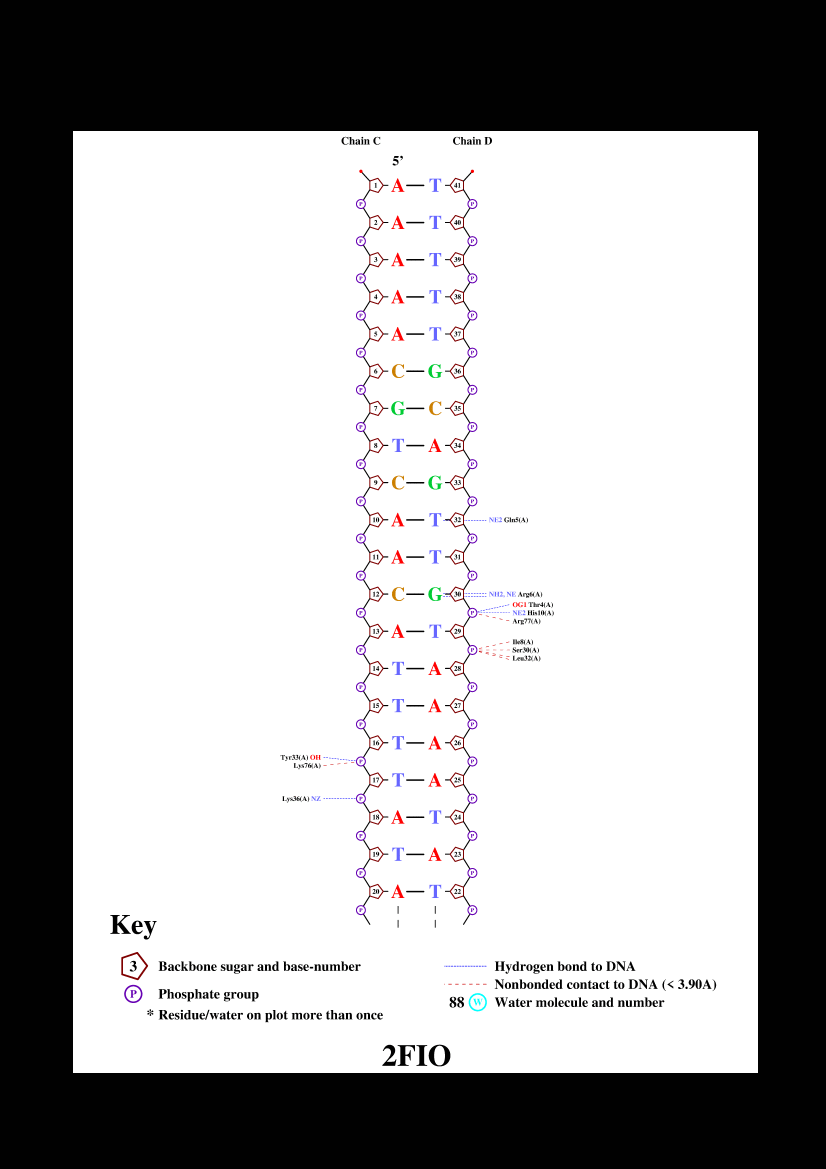 Chain C Chain D
5’
1 A T 41
P P
2 A T 40
P P
3 A T 39
P P
4 A T 38
P P
5 A T 37
P P
6 C G 36
P P
7 G C 35
P P
8 T A 34
P P
9 C G 33
P P
10 A T 32 NE2 Gln5(A)
P P
11 A T 31
P P
12 C G 30 NH2, NE Arg6(A)
OG1 Thr4(A)
P P NE2 His10(A)
Arg77(A)
13 A T 29
Ile8(A)
P P Ser30(A)
Leu32(A)
14 T A 28
P P
15 T A 27
P P
16 T A 26
Tyr33(A) OH P P
Lys76(A)
17 T A 25
Lys36(A) NZ P P
18 A T 24
P P
19 T A 23
P P
20 A T 22
P P
Key
3 Backbone sugar and base-number
P Phosphate group
* Residue/water on plot more than once
Hydrogen bond to DNA
Nonbonded contact to DNA (< 3.90A)
88 W Water molecule and number
2FIO